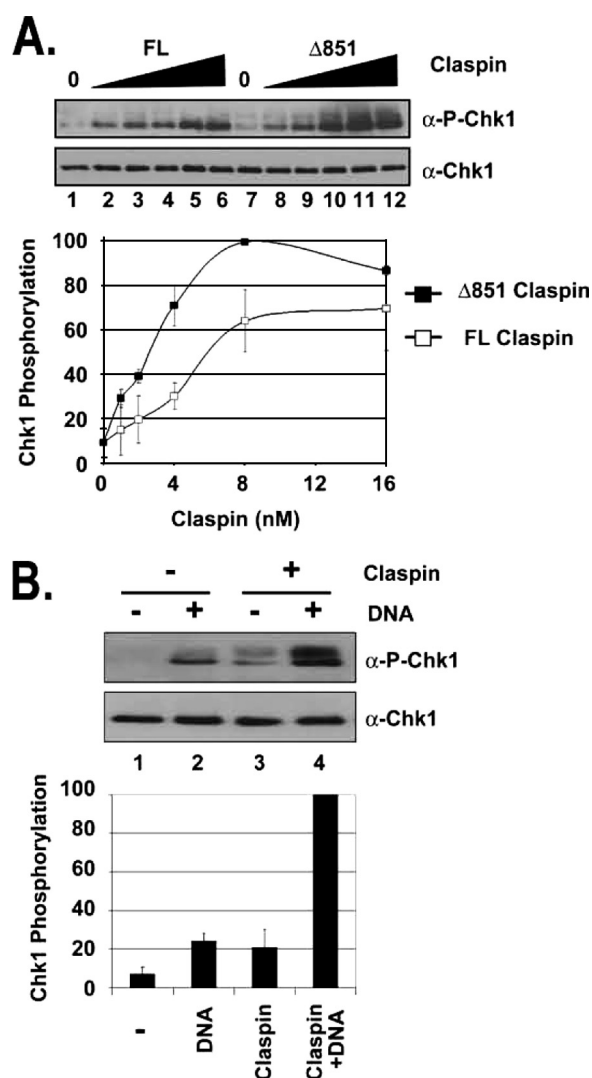 A.
FL Δ851 Claspin
0 0
α-P-Chk1
α-Chk1
1 2 3 4 5 6 7 8 9 10 11 12
100
80
60
40
20
0
Chk1 Phosphorylation
0 4 8 12 16
Claspin (nM)
Δ851 Claspin
FL Claspin
B.
- + Claspin
- + - + DNA
α-P-Chk1
α-Chk1
1 2 3 4
100
80
60
40
20
0
Chk1 Phosphorylation
-
DNA
Claspin
Claspin
+DNA